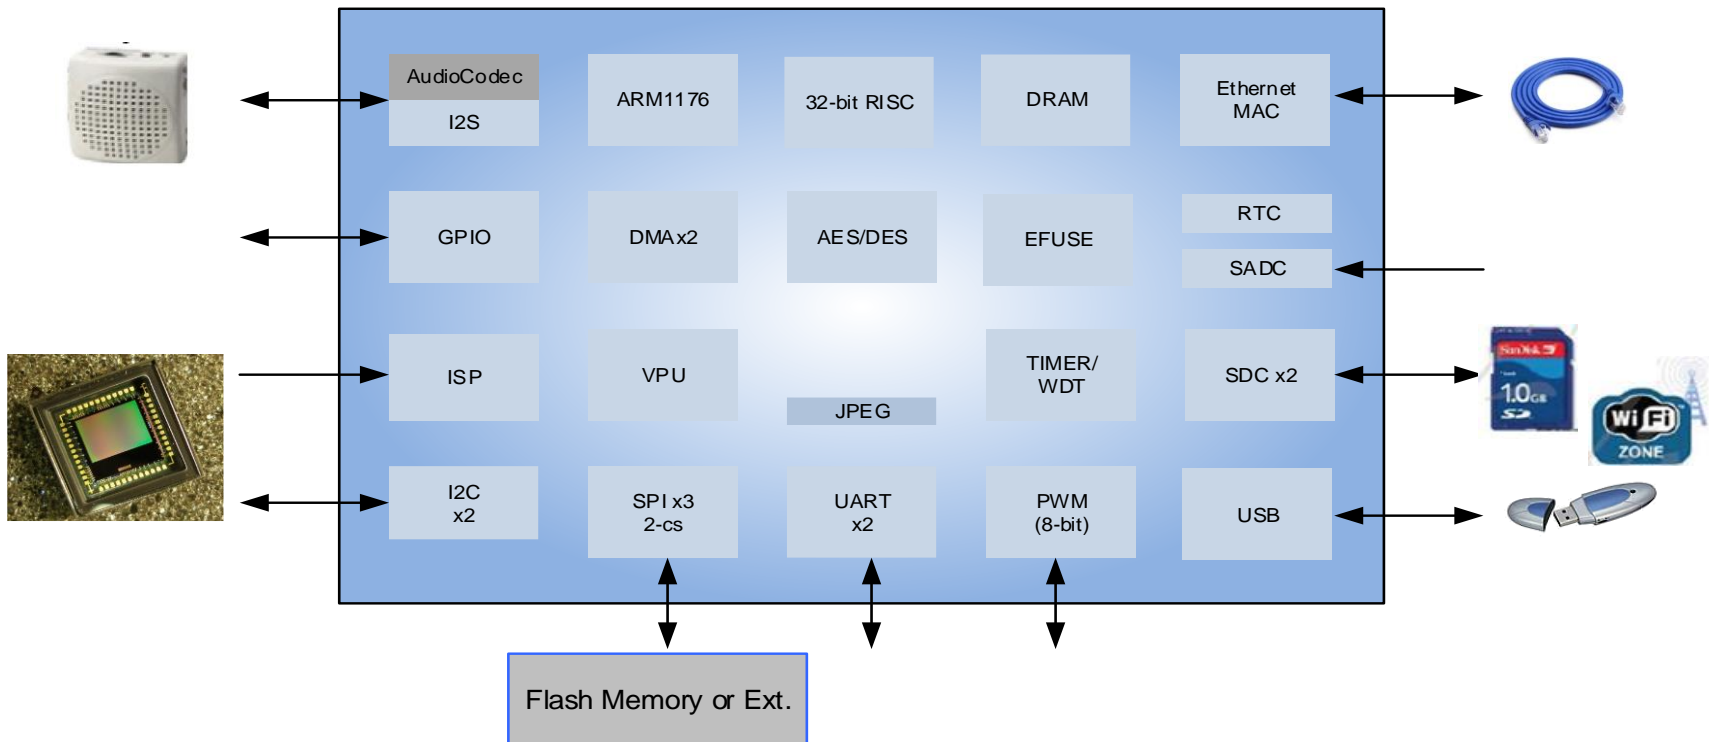 AudioCodec
I2S
ARM1176
32-bit RISC
DRAM
Ethernet
MAC
GPIO
DMAx2
AES/DES
EFUSE
RTC
SADC
ISP
VPU
JPEG
TIMER/
WDT
SDC x2
SanDisk
1.0GB
SD
Wi Fi
ZONE
I2C
x2
SPI x3
2-cs
UART
x2
PWM
(8-bit)
USB
Flash Memory or Ext.